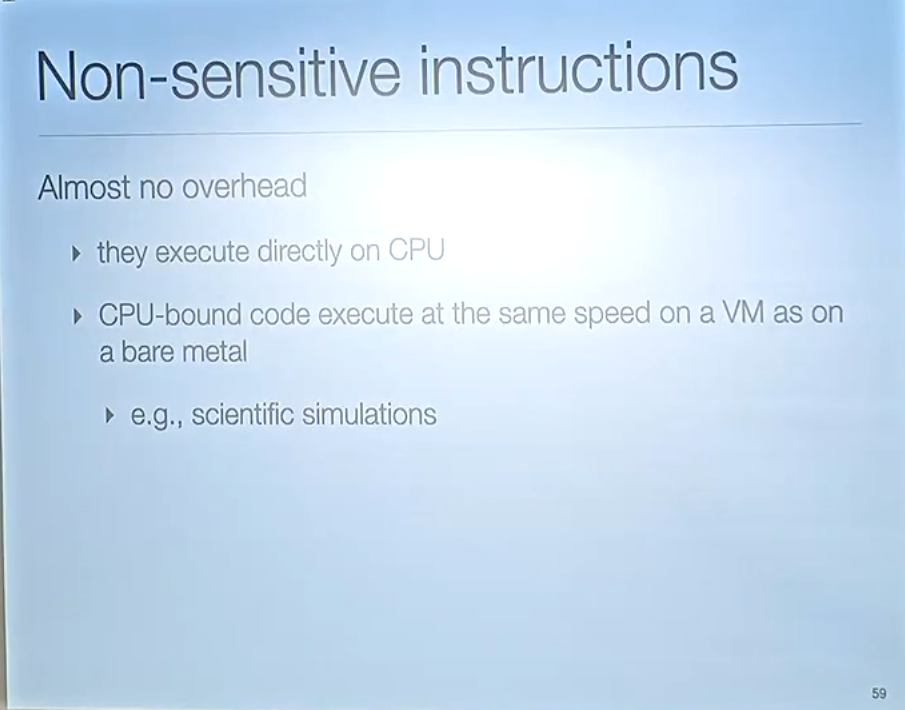 Non-sensitive instructions
Almost no overhead
they execute directly on CPU
CPU-bound code execute at the same speed on a VM as on
a bare metal
e.g., scientific simulations
59